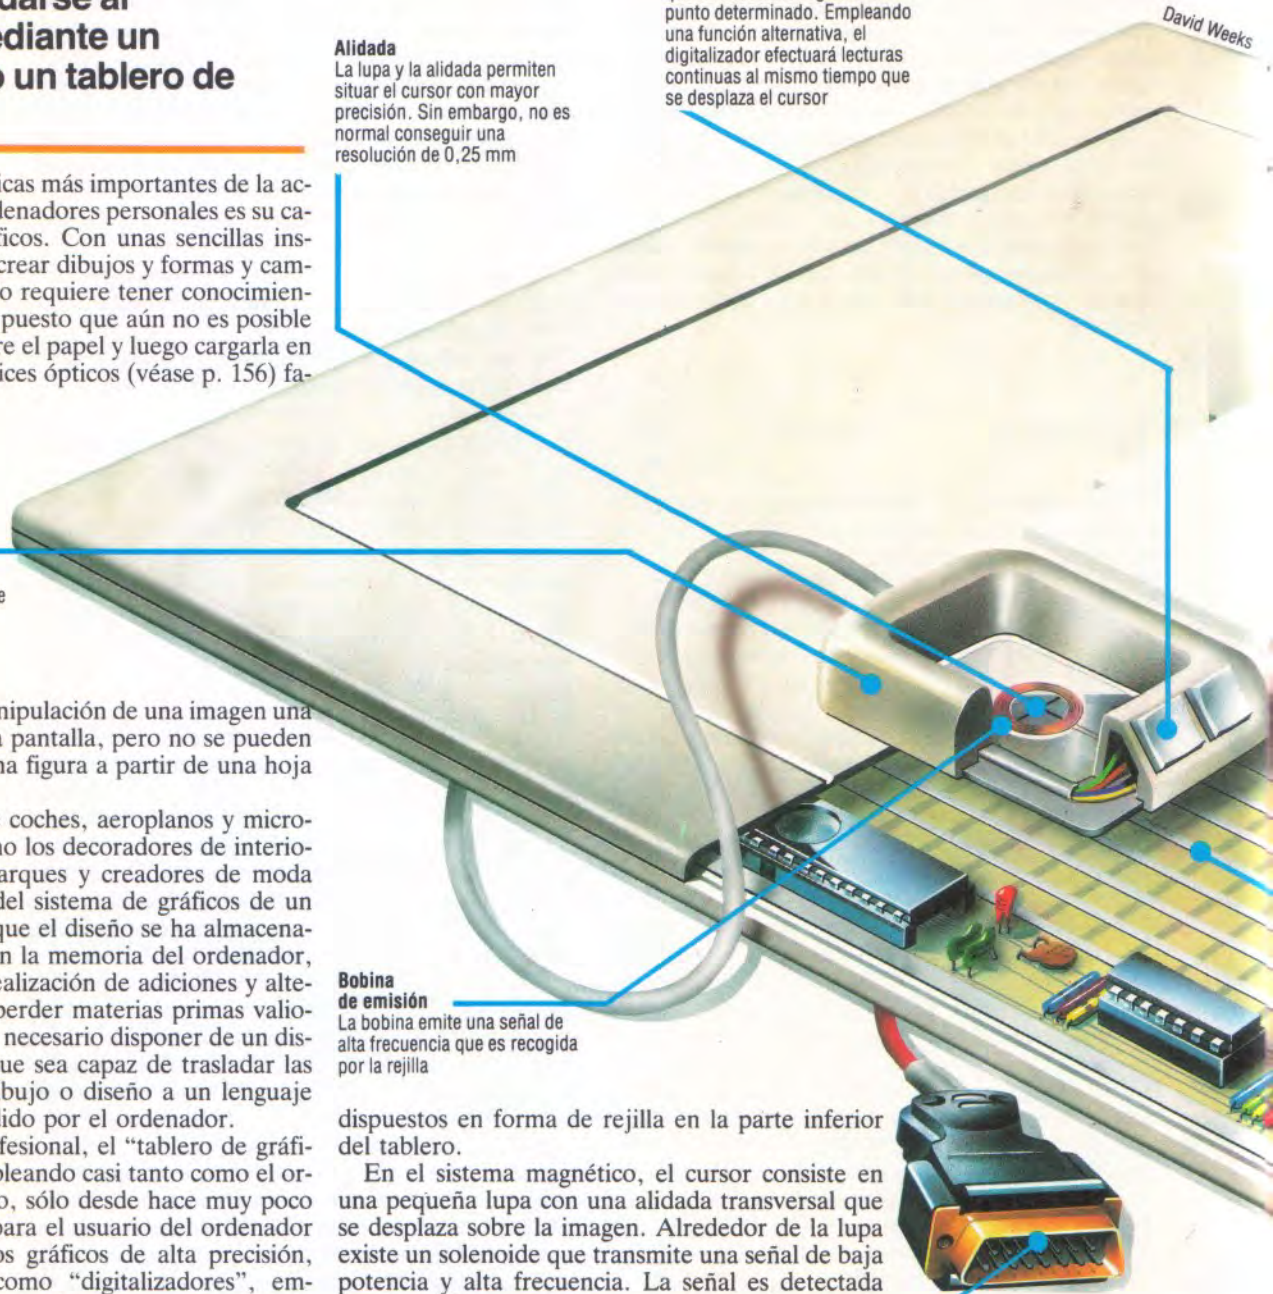 darse al
ediante un
o un tablero de
icas más importantes de la ac-
denadores personales es su ca-
ficos. Con unas sencillas ins-
crear dibujos y formas y cam-
o requiere tener conocimien-
puesto que aún no es posible
re el papel y luego cargarla en
ices ópticos (véase p. 156) fa-
e
nipulación de una imagen una
a pantalla, pero no se pueden
na figura a partir de una hoja
coches, aeroplanos y micro-
no los decoradores de interio-
arques y creadores de moda
del sistema de gráficos de un
que el diseño se ha almacena-
n la memoria del ordenador,
ealización de adiciones y alte-
perder materias primas valio-
necesario disponer de un dis-
ue sea capaz de trasladar las
bujo o diseño a un lenguaje
dido por el ordenador.
fesional, el “tablero de gráfi-
pleando casi tanto como el or-
o, sólo desde hace muy poco
para el usuario del ordenador
os gráficos de alta precisión,
como “digitalizadores”, em-
Alidada
La lupa y la alidada permiten
situar el cursor con mayor
precisión. Sin embargo, no es
normal conseguir una
resolución de 0,25 mm
punto determinado. Empleando
una función alternativa, el
digitalizador efectuará lecturas
continuas al mismo tiempo que
se desplaza el cursor
David Weeks
Bobina
de emisión
La bobina emite una señal de
alta frecuencia que es recogida
por la rejilla
dispuestos en forma de rejilla en la parte inferior
del tablero.
En el sistema magnético, el cursor consiste en
una pequeña lupa con una alidada transversal que
se desplaza sobre la imagen. Alrededor de la lupa
existe un solenoide que transmite una señal de baja
potencia y alta frecuencia. La señal es detectada